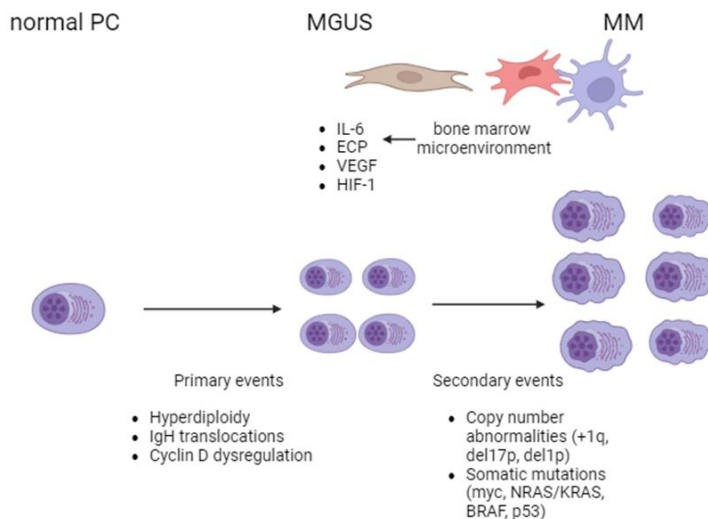 normal PC
MGUS
MM
• IL-6
• ECP
• VEGF
• HIF-1
bone marrow
microenvironment
Primary events
• Hyperdiploidy
• IgH translocations
• Cyclin D dysregulation
Secondary events
• Copy number
abnormalities (+1q,
del17p, del1p)
• Somatic mutations
(myc, NRAS/KRAS,
BRAF, p53)